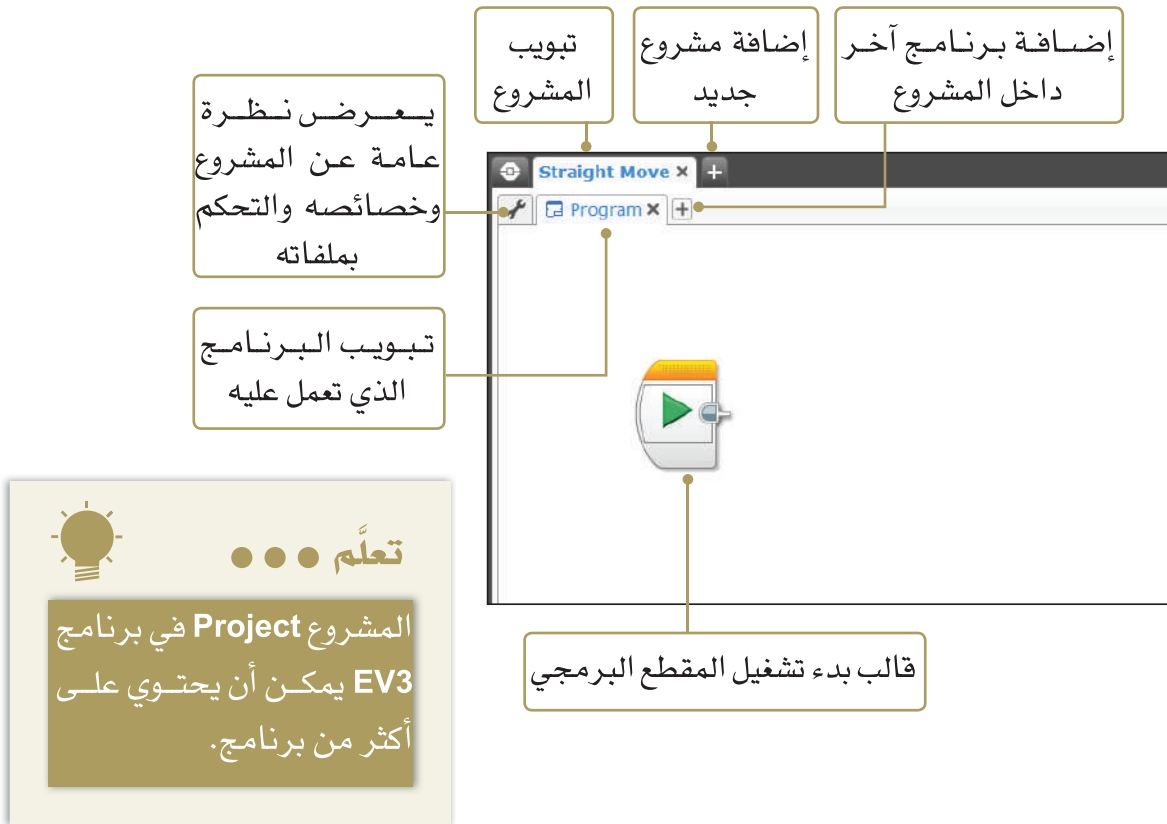 إضافة برنامج آخر
داخل المشروع
إضافة مشروع
جديد
تبويب
المشروع
يعرض نظرة
عامة عن المشروع
وخصائصه والتحكم
بملفاته
Straight Move
Program
تبويب البرنامج
الذي تعمل عليه
قالب بدء تشغيل المقطع البرمجي
تعلَّم
المشروع Project في برنامج
EV3 يمكن أن يحتوي على
أكثر من برنامج.